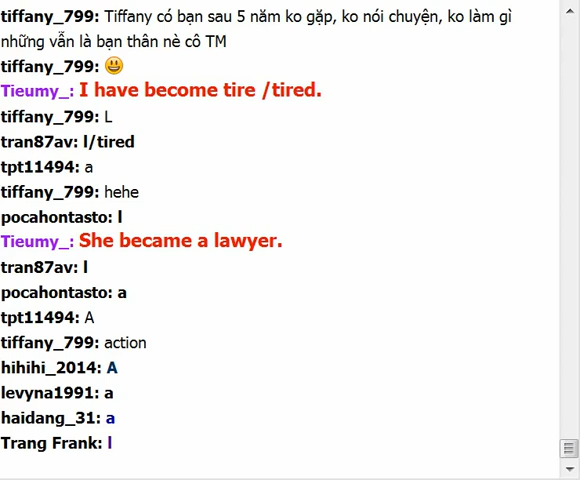 tiffany_799: Tiffany có bạn sau 5 năm ko gặp, ko nói chuyện, ko làm gì
những vẫn là bạn thân nè cô TM
tiffany_799: 😃
Tieumy_: I have become tire /tired.
tiffany_799: L
tran87av: l/tired
tpt11494: a
tiffany_799: hehe
pocahontasto: l
Tieumy_: She became a lawyer.
tran87av: l
pocahontasto: a
tpt11494: A
tiffany_799: action
hihihi_2014: A
levyna1991: a
haidang_31: a
Trang Frank: l